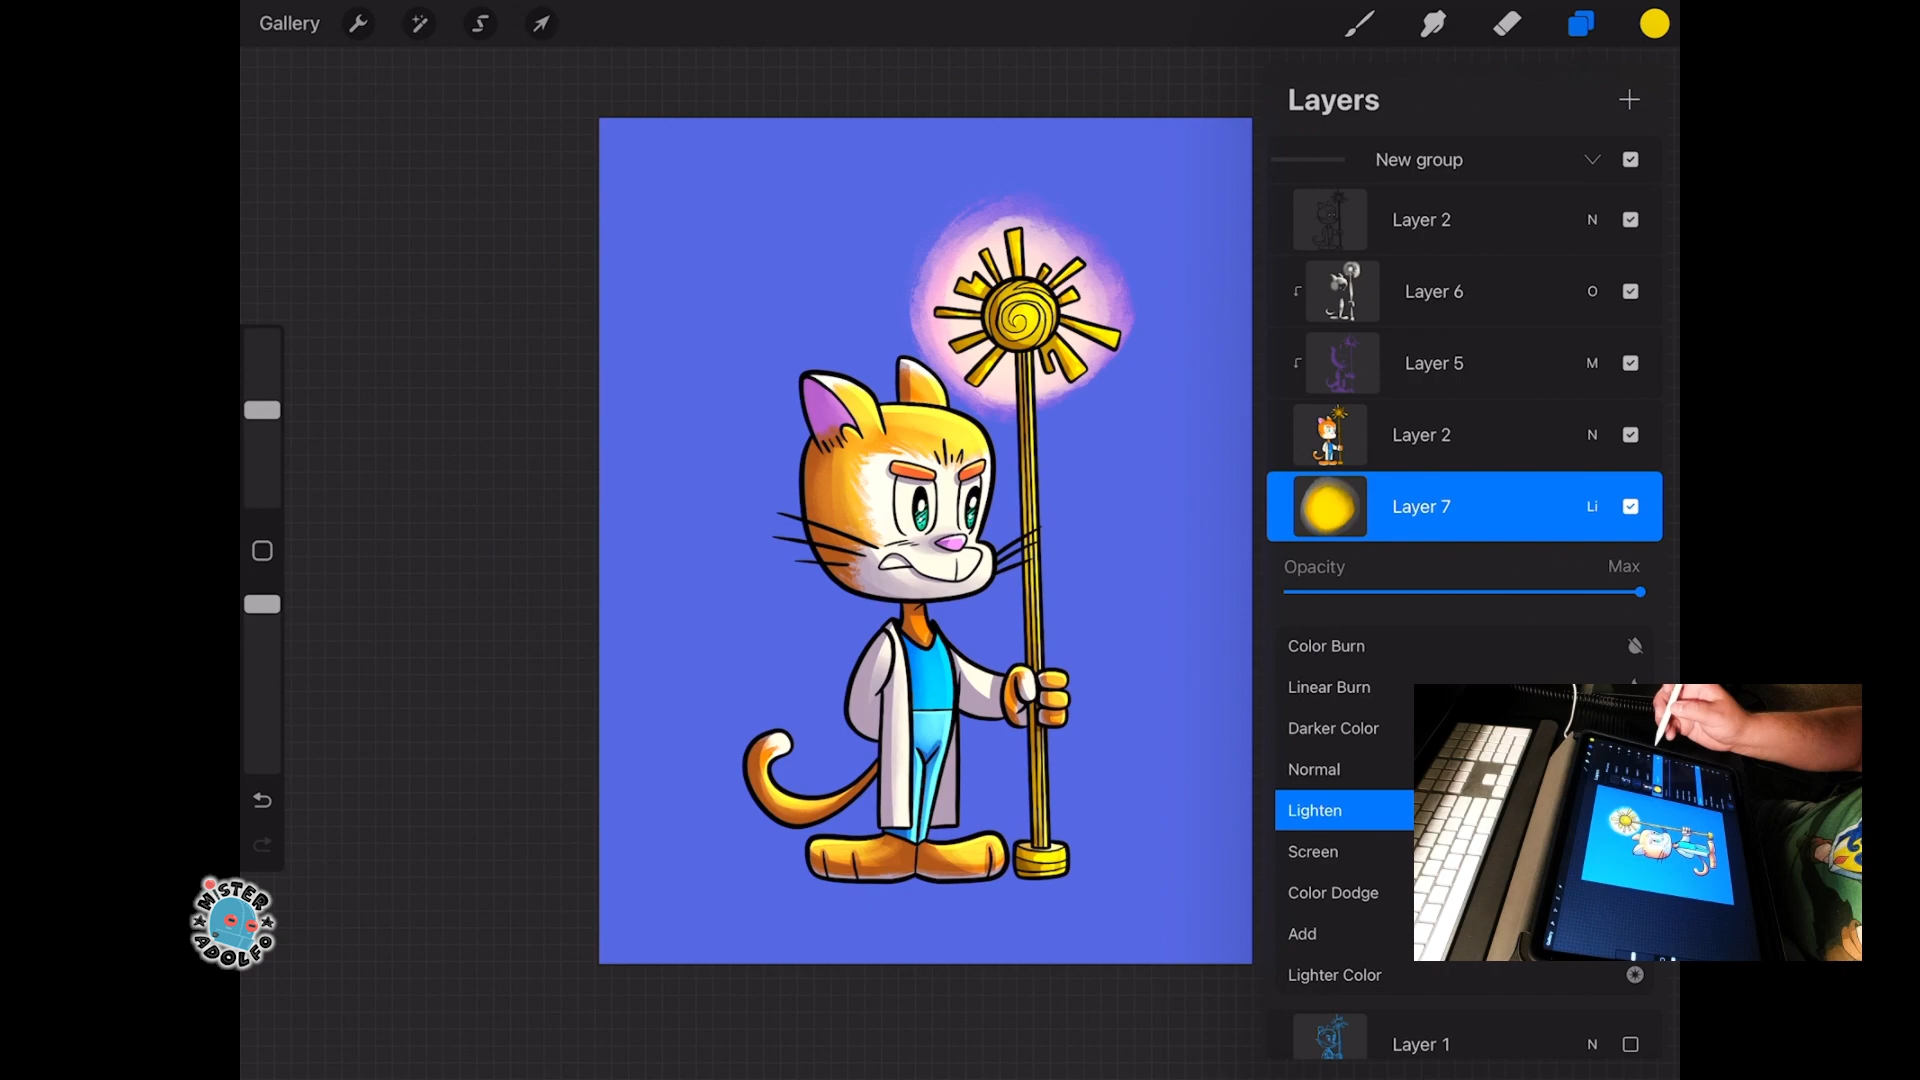 Gallery
Layers
New group
Layer 2 N
Layer 6 O
Layer 5 M
Layer 2 N
Layer 7 Li
Opacity Max
Color Burn
Linear Burn
Darker Color
Normal
Lighten
Screen
Color Dodge
Add
Lighter Color
Layer 1 N
MISTER
ADOLFO